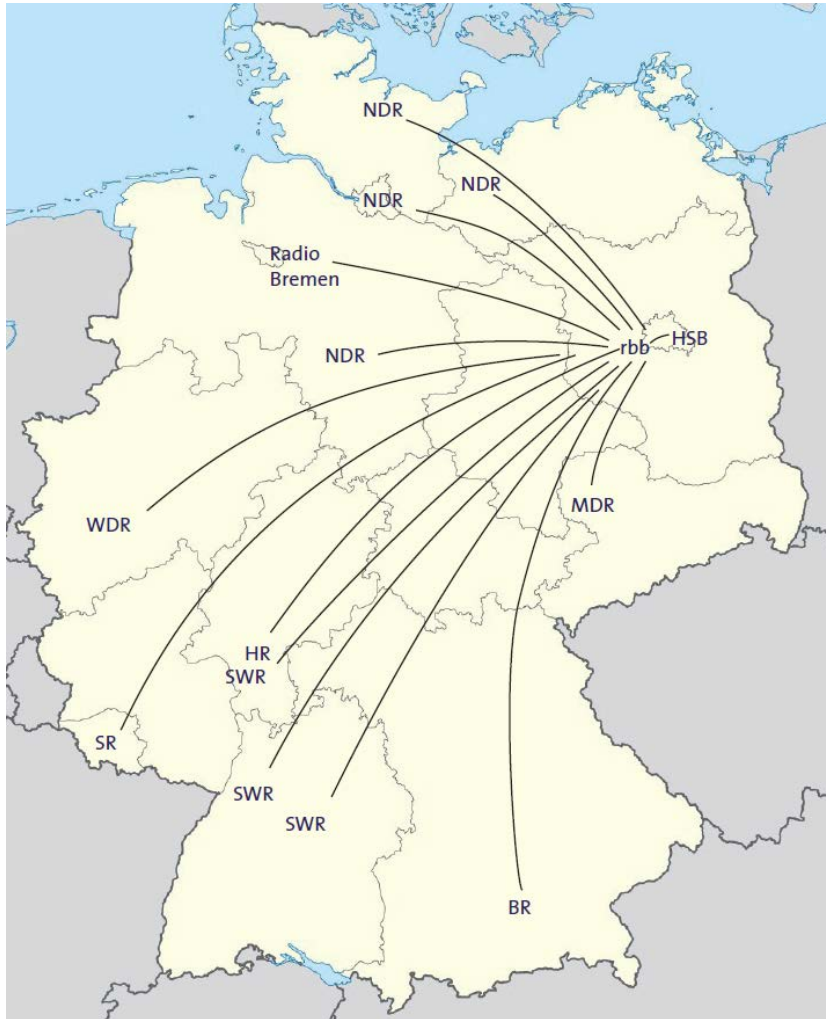 NDR
NDR
NDR
Radio
Bremen
HSB
rbb
NDR
MDR
WDR
HR
SWR
SR
SWR
SWR
BR